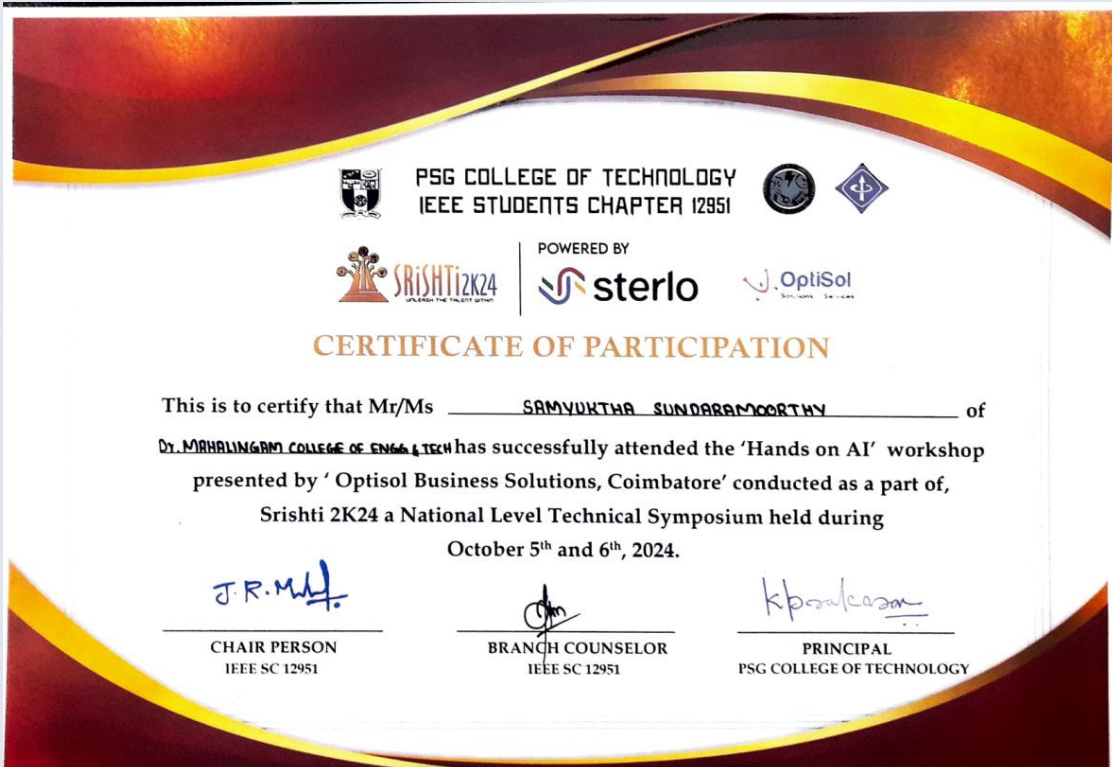 PSG COLLEGE OF TECHNOLOGY
IEEE STUDENTS CHAPTER 12951
SRiSHTi2K24
UNLEASH THE TALENT WITHIN
POWERED BY
sterlo
OptiSol
CERTIFICATE OF PARTICIPATION
This is to certify that Mr/Ms SAMYUKTHA SUNDARAMOORTHY of
Dr. MAHALINGAM COLLEGE OF ENGG & TECH has successfully attended the 'Hands on AI' workshop
presented by ' Optisol Business Solutions, Coimbatore' conducted as a part of,
Srishti 2K24 a National Level Technical Symposium held during
October 5th and 6th, 2024.
CHAIR PERSON
IEEE SC 12951
BRANCH COUNSELOR
IEEE SC 12951
PRINCIPAL
PSG COLLEGE OF TECHNOLOGY